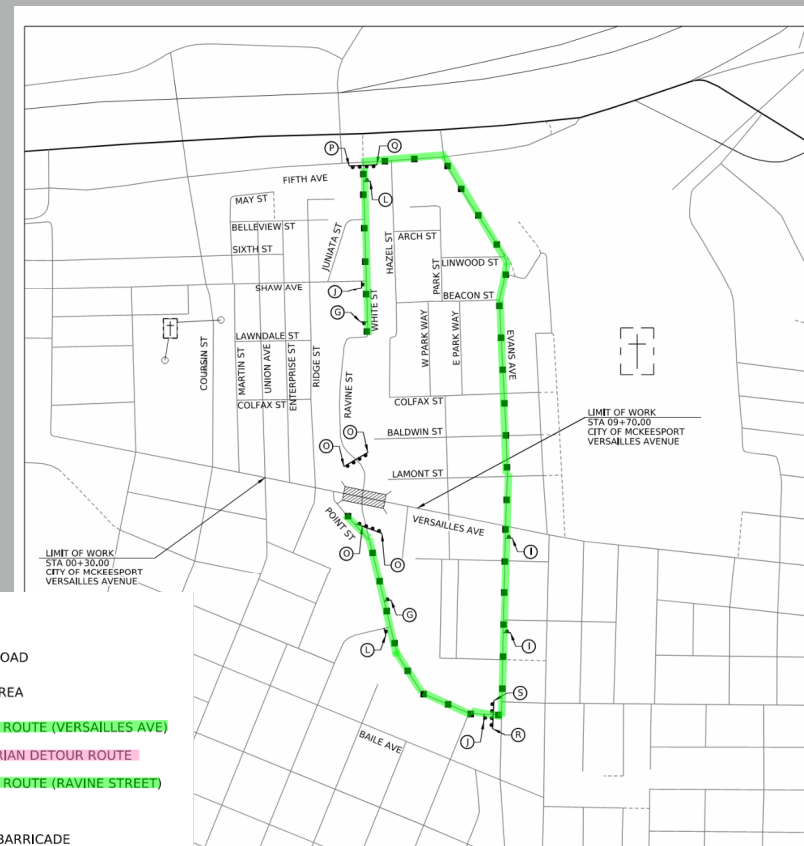 P
Q
FIFTH AVE
L
MAY ST
BELLEVIEW ST
JUNIATA ST
HAZEL ST
ARCH ST
SIXTH ST
PARK ST
LINWOOD ST
SHAW AVE
J
BEACON ST
G
WHITE ST
W PARK WAY
E PARK WAY
EVANS AVE
LAWNDALE ST
COURSIN ST
MARTIN ST
UNION AVE
ENTERPRISE ST
RIDGE ST
RAVINE ST
COLFAX ST
COLFAX ST
LIMIT OF WORK
STA 09+70.00
CITY OF MCKEESPORT
VERSAILLES AVENUE
BALDWIN ST
O
O
LAMONT ST
POINT ST
VERSAILLES AVE
LIMIT OF WORK
STA 00+30.00
CITY OF MCKEESPORT
VERSAILLES AVENUE
O
O
I
G
L
I
S
J
R
BAILE AVE
OAD
REA
ROUTE (VERSAILLES AVE)
RIAN DETOUR ROUTE
ROUTE (RAVINE STREET)
BARRICADE